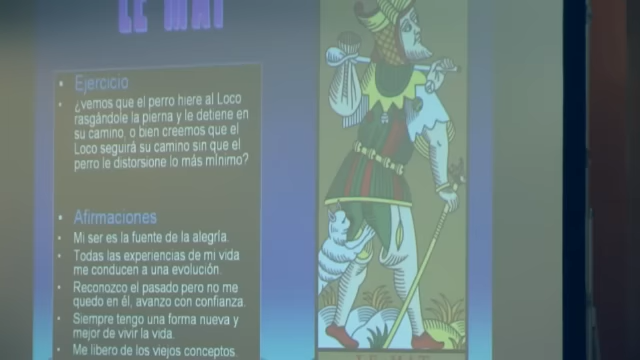 LE MAT
Ejercicio
¿vemos que el perro hiere al Loco
rasgándole la pierna y le detiene en
su camino, o bien creemos que el
Loco seguirá su camino sin que el
perro le distorsione lo más mínimo?
Afirmaciones
Mi ser es la fuente de la alegría.
Todas las experiencias de mi vida
me conducen a una evolución.
Reconozco el pasado pero no me
quedo en él, avanzo con confianza.
Siempre tengo una forma nueva y
mejor de vivir la vida.
Me libero de los viejos conceptos.
LE MAT